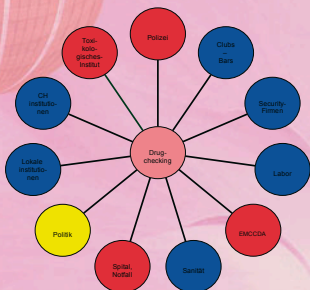 Polizei
Clubs
–
Bars
Security-
Firmen
Labor
EMCCDA
Sanität
Spital,
Notfall
Politik
Lokale
Institutio-
nen
CH
Institutio-
nen
Toxi-
kolo-
gisches-
Institut
Drug-
checking